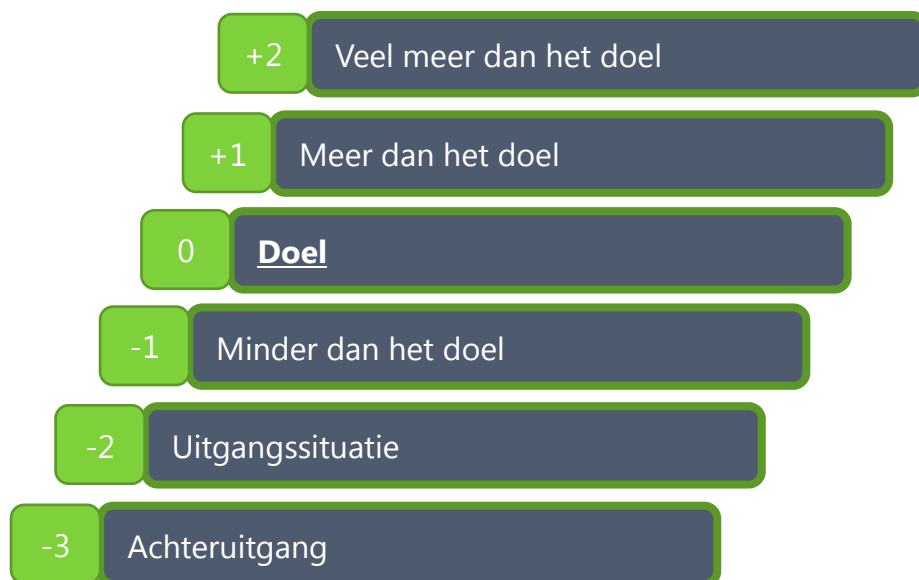 +2 Veel meer dan het doel
+1 Meer dan het doel
0 Doel
-1 Minder dan het doel
-2 Uitgangssituatie
-3 Achteruitgang